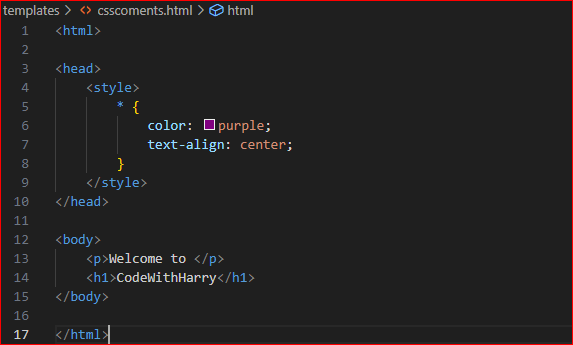 templates > <> csscoments.html > html
1 <html>
2
3 <head>
4 <style>
5 * {
6 color: purple;
7 text-align: center;
8 }
9 </style>
10 </head>
11
12 <body>
13 <p>Welcome to </p>
14 <h1>CodeWithHarry</h1>
15 </body>
16
17 </html>